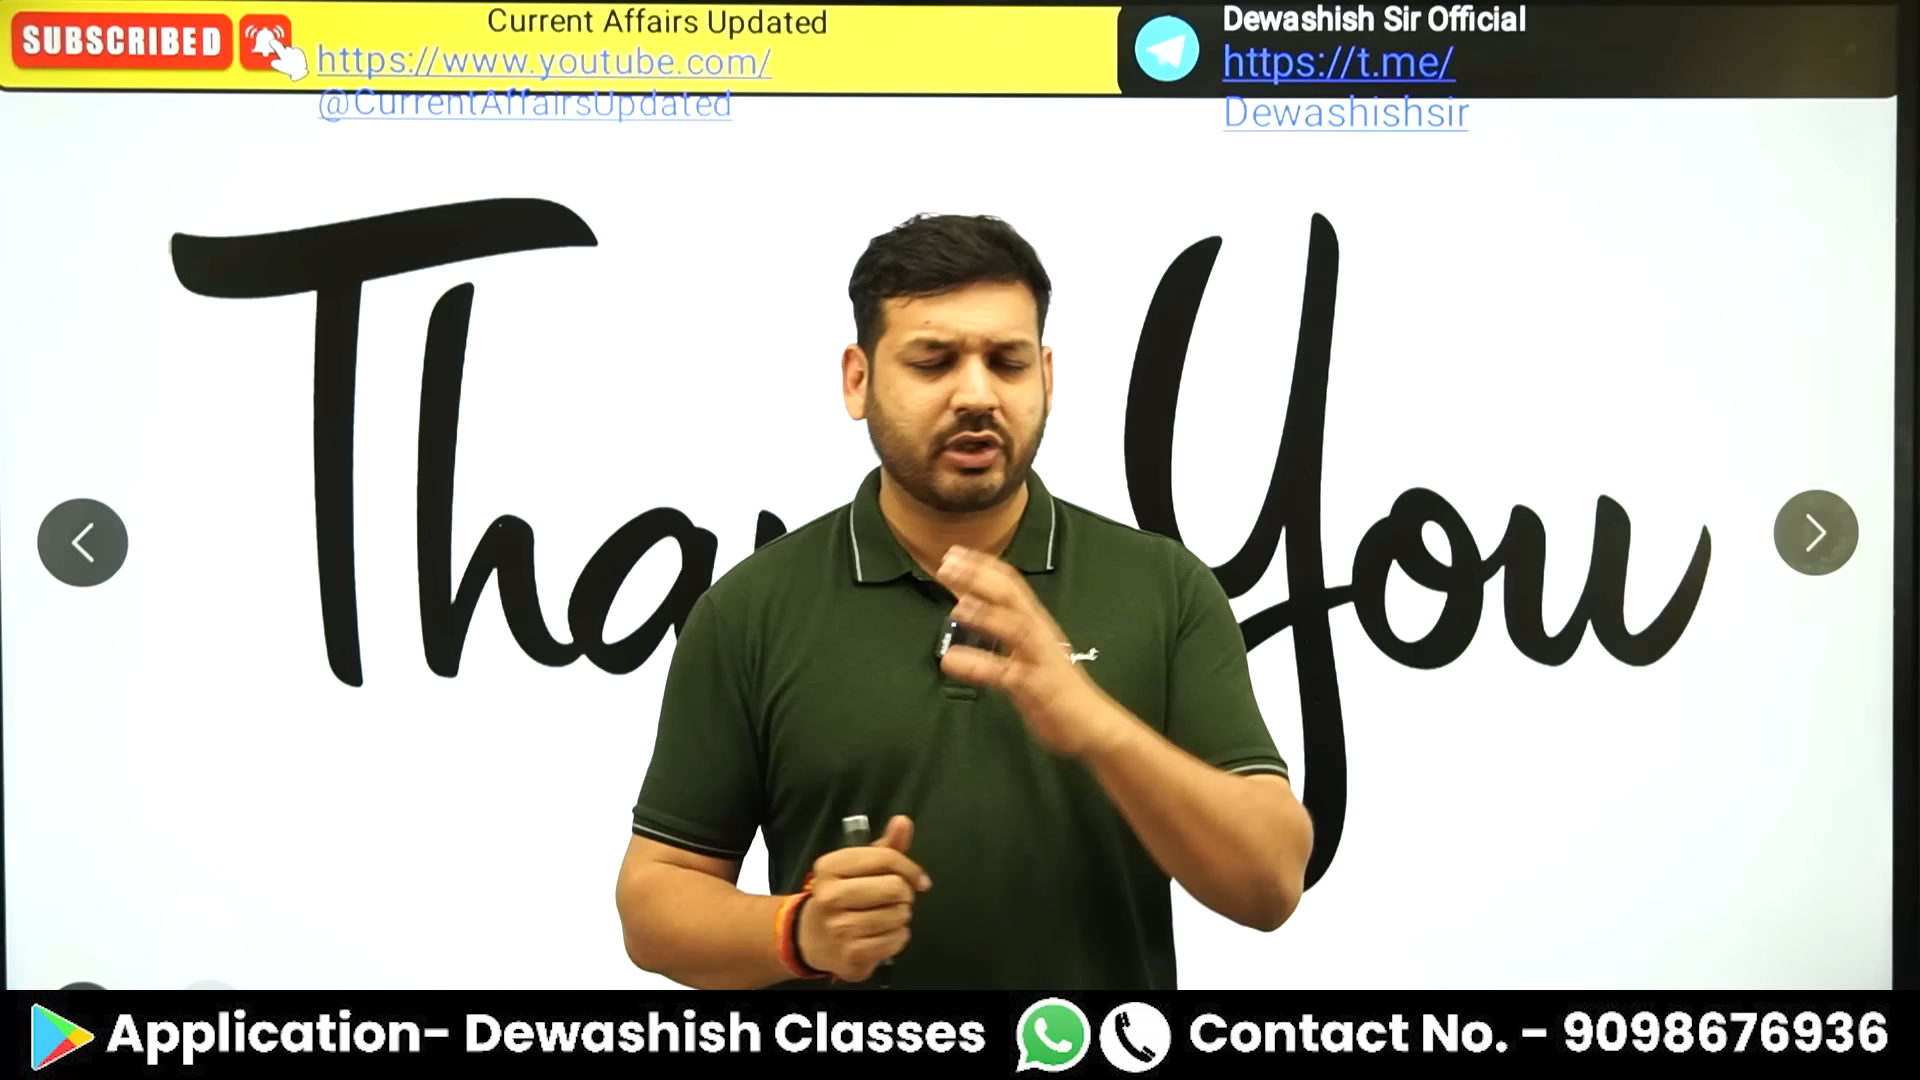 SUBSCRIBED
Current Affairs Updated
https://www.youtube.com/
@CurrentAffairsUpdated
Dewashish Sir Official
https://t.me/
Dewashishsir
You
Application- Dewashish Classes
Contact No. - 9098676936